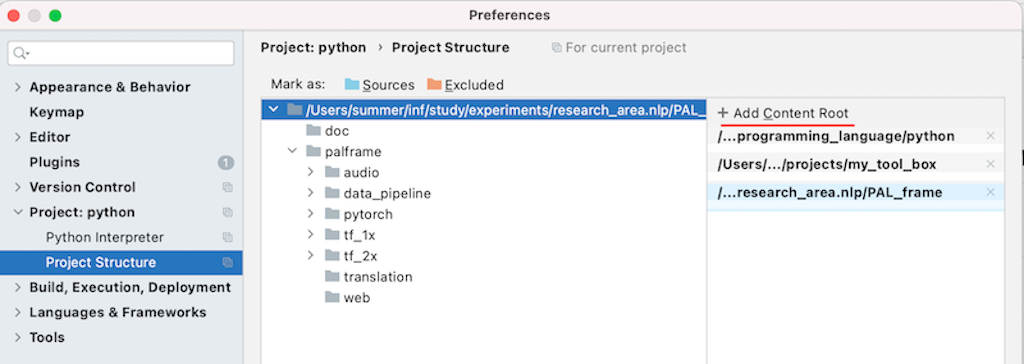 Preferences
Project: python › Project Structure For current project
Appearance & Behavior
Keymap
Editor
Plugins 1
Version Control
Project: python
Python Interpreter
Project Structure
Build, Execution, Deployment
Languages & Frameworks
Tools
Mark as: Sources Excluded
/Users/summer/inf/study/experiments/research_area.nlp/PAL_
doc
palframe
audio
data_pipeline
pytorch
tf_1x
tf_2x
translation
web
+ Add Content Root
/...programming_language/python
/Users/.../projects/my_tool_box
/...research_area.nlp/PAL_frame